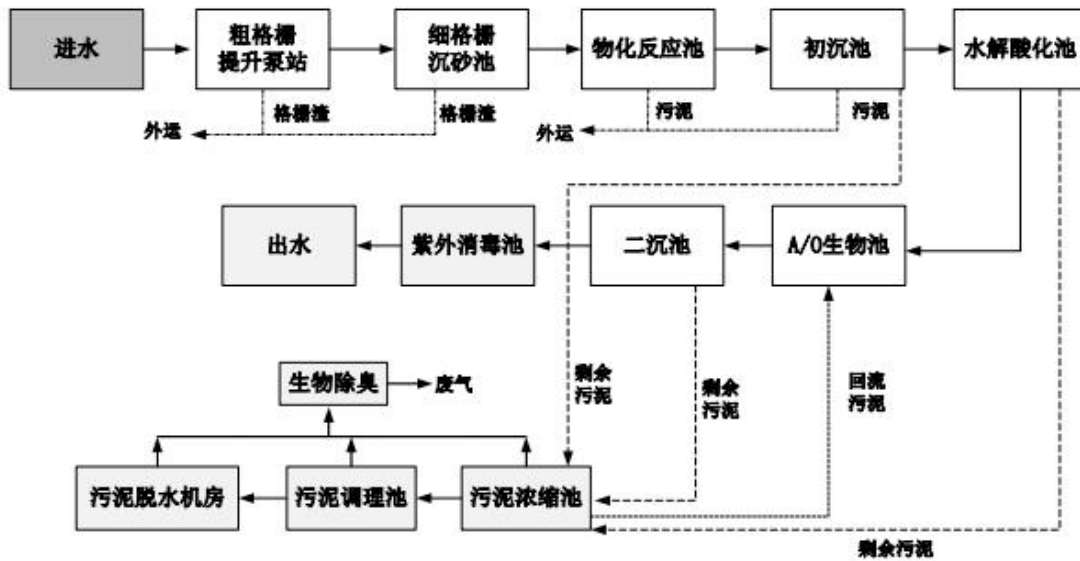 进水
粗格栅
提升泵站
细格栅
沉砂池
物化反应池
初沉池
水解酸化池
格栅渣
格栅渣
外运
污泥
污泥
外运
出水
紫外消毒池
二沉池
A/O生物池
生物除臭
废气
剩余
污泥
剩余
污泥
回流
污泥
污泥脱水机房
污泥调理池
污泥浓缩池
剩余污泥